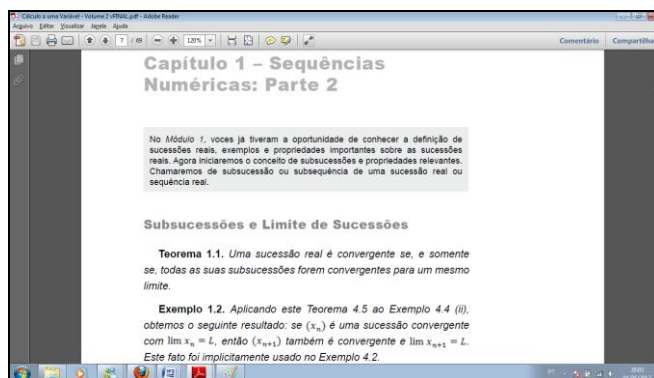 Cálculo a uma Variável - Volume 2 vFINAL.pdf - Adobe Reader
Arquivo Editar Visualizar Janela Ajuda
7 / 69 120% Comentário Compartilha
Capítulo 1 – Sequências
Numéricas: Parte 2
No Módulo 1, voces já tiveram a oportunidade de conhecer a definição de
sucessões reais, exemplos e propriedades importantes sobre as sucessões
reais. Agora iniciaremos o conceito de subsucessões e propriedades relevantes.
Chamaremos de subsucessão ou subsequência de uma sucessão real ou
sequência real.
Subsucessões e Limite de Sucessões
Teorema 1.1. Uma sucessão real é convergente se, e somente
se, todas as suas subsucessões forem convergentes para um mesmo
limite.
Exemplo 1.2. Aplicando este Teorema 4.5 ao Exemplo 4.4 (ii),
obtemos o seguinte resultado: se (xₙ) é uma sucessão convergente
com lim xₙ = L, então (xₙ₊₁) também é convergente e lim xₙ₊₁ = L.
Este fato foi implicitamente usado no Exemplo 4.2.
PT